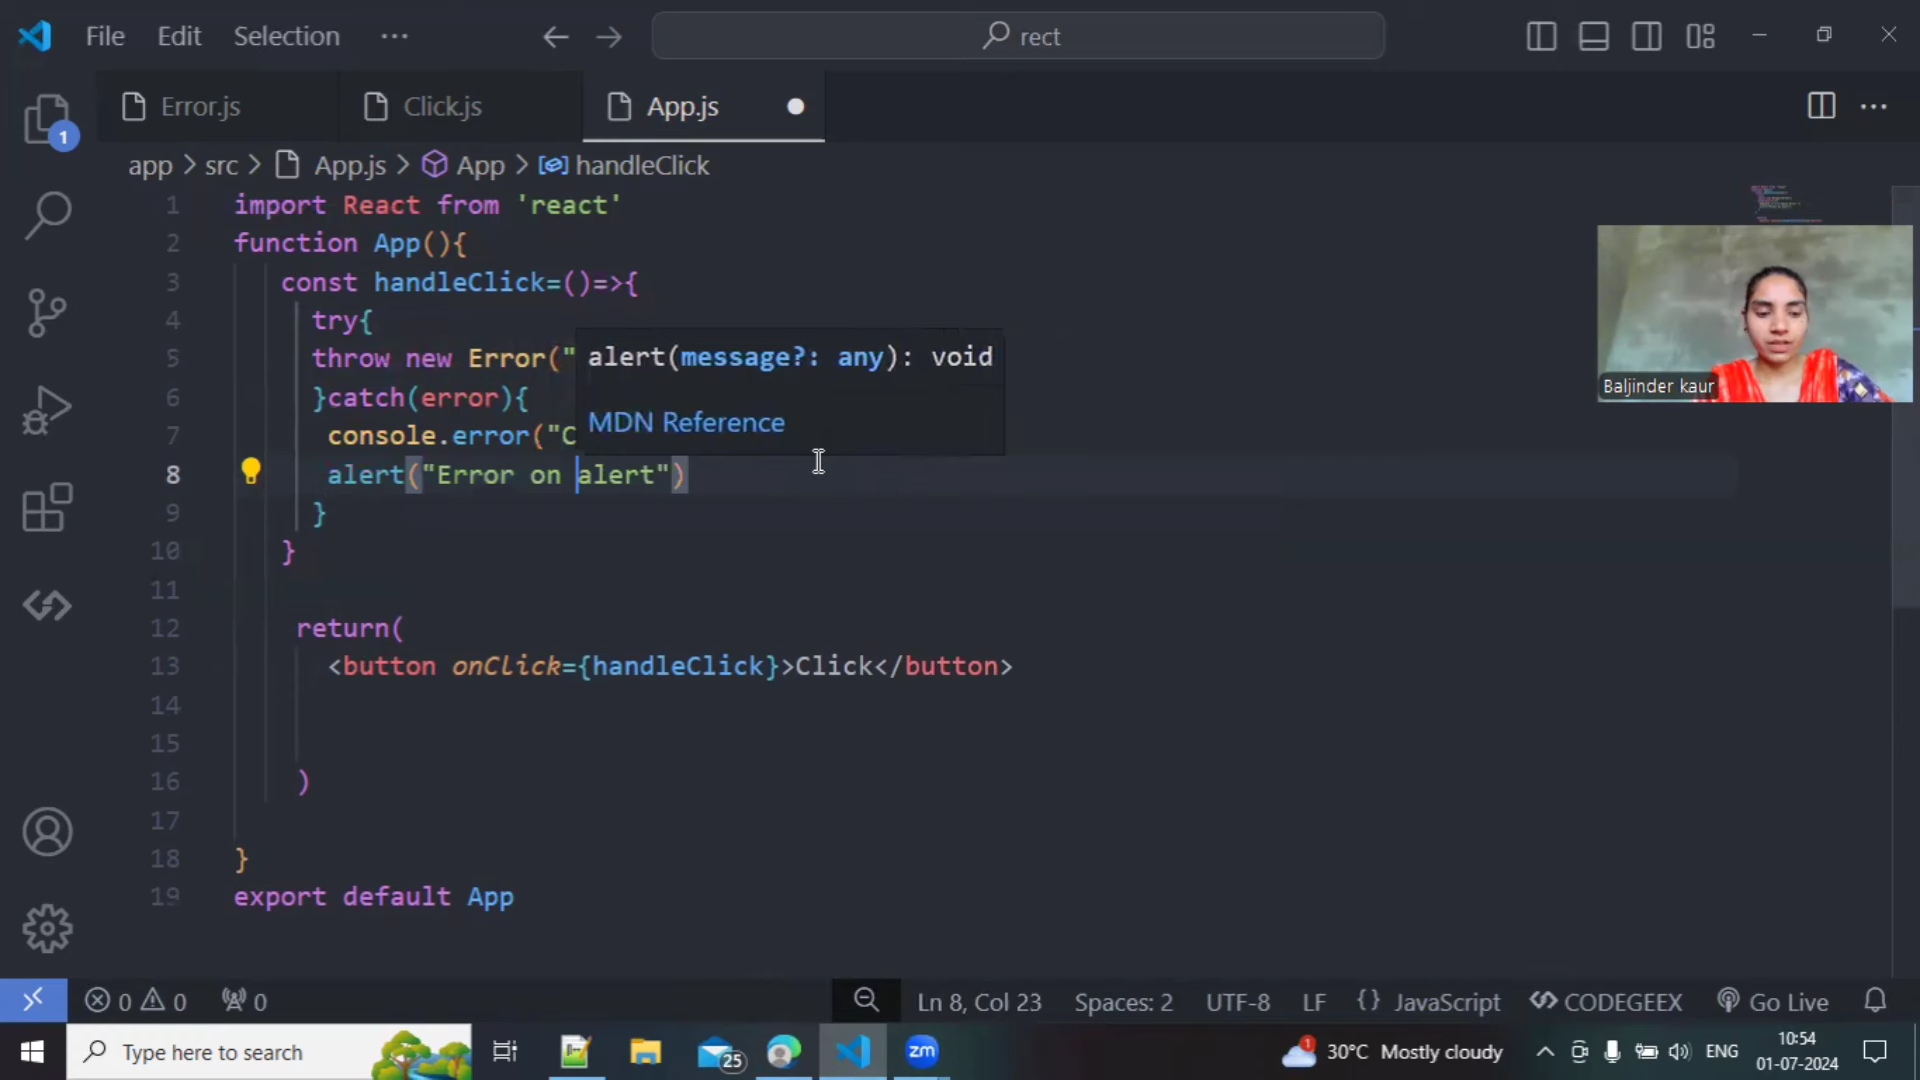 File Edit Selection ··· rect
Error.js Click.js App.js
1
app > src > App.js > App > handleClick
1 import React from 'react'
2 function App(){
3 const handleClick=()=>{
4 try{
5 throw new Error("
alert(message?: any): void
6 }catch(error){
MDN Reference
7 console.error("C
8 alert("Error on alert")
9 }
10 }
11
12 return(
13 <button onClick={handleClick}>Click</button>
14
15
16 )
17
18 }
19 export default App
Baljinder kaur
0 0 0 Ln 8, Col 23 Spaces: 2 UTF-8 LF {} JavaScript CODEGEEX Go Live
Type here to search 25 zm 1 30°C Mostly cloudy ENG 10:54
01-07-2024